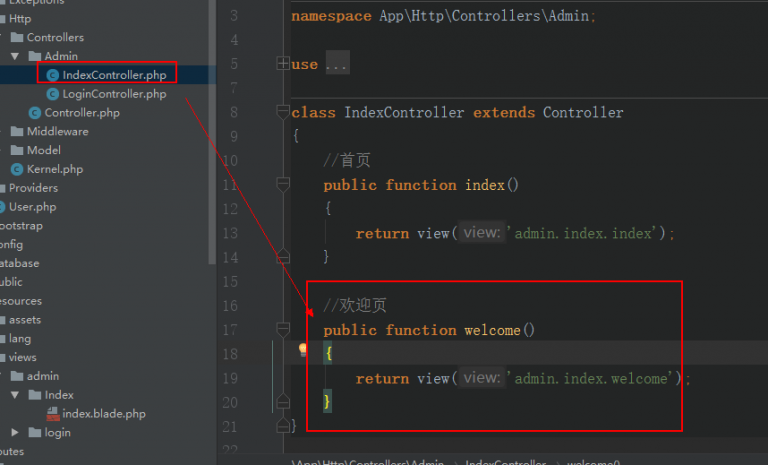 Exceptions
Http
Controllers
Admin
IndexController.php
LoginController.php
Controller.php
Middleware
Model
Kernel.php
Providers
User.php
ootstrap
onfig
atabase
ublic
esources
assets
lang
views
admin
Index
index.blade.php
login
outes
3 namespace App\Http\Controllers\Admin;
4
5 use ...
7
8 class IndexController extends Controller
9 {
10 //首页
11 public function index()
12 {
13 return view( view: 'admin.index.index');
14 }
15
16 //欢迎页
17 public function welcome()
18 {
19 return view( view: 'admin.index.welcome');
20 }
21 }
22
\App\Http\Controllers\Admin › IndexController › welcome()